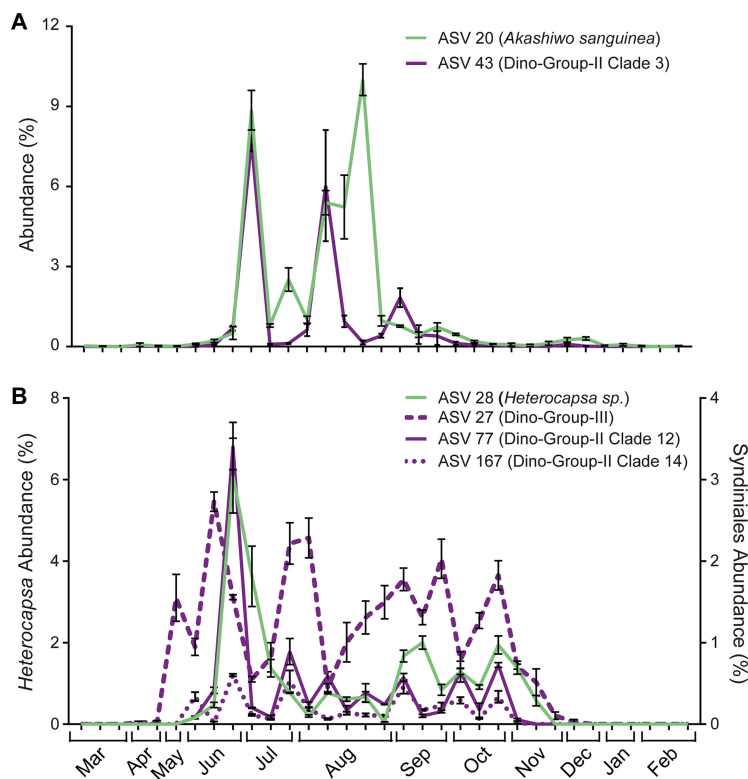 A
12
9
6
3
0
Abundance (%)
ASV 20 (Akashiwo sanguinea)
ASV 43 (Dino-Group-II Clade 3)
B
8
6
4
2
0
Heterocapsa Abundance (%)
ASV 28 (Heterocapsa sp.)
ASV 27 (Dino-Group-III)
ASV 77 (Dino-Group-II Clade 12)
ASV 167 (Dino-Group-II Clade 14)
4
3
2
1
0
Syndiniales Abundance (%)
Mar Apr May Jun Jul Aug Sep Oct Nov Dec Jan Feb